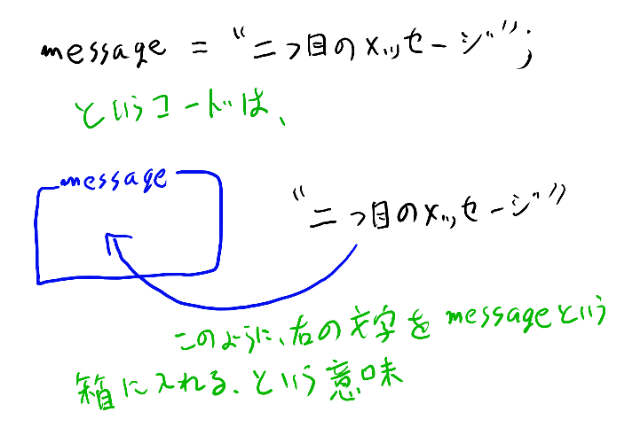 message = “二つ目のメッセージ”;
というコードは、
message
“二つ目のメッセージ”
このように、右の文字をmessageという
箱に入れる、という意味